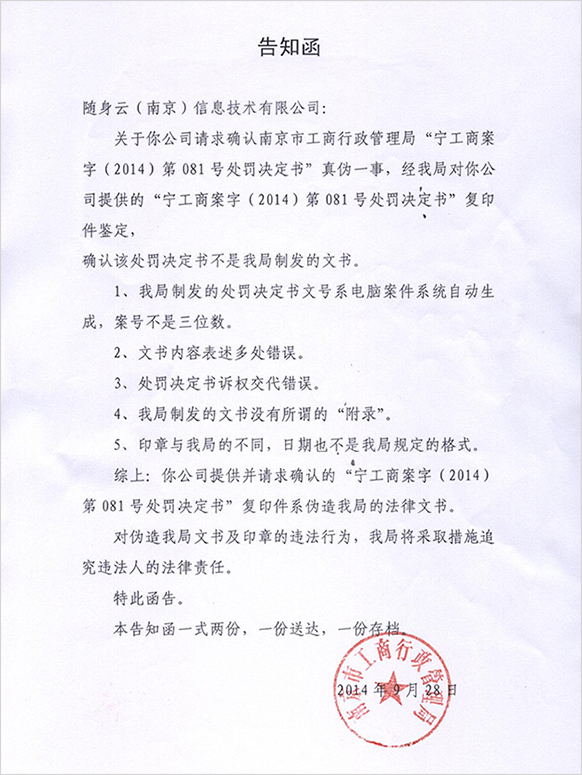 告知函
随身云（南京）信息技术有限公司：
关于你公司请求确认南京市工商行政管理局“宁工商案
字（2014）第 081 号处罚决定书”真伪一事，经我局对你公
司提供的“宁工商案字（2014）第 081 号处罚决定书”复印
件鉴定，
确认该处罚决定书不是我局制发的文书。
1、我局制发的处罚决定书文号系电脑案件系统自动生
成，案号不是三位数。
2、文书内容表述多处错误。
3、处罚决定书诉权交代错误。
4、我局制发的文书没有所谓的“附录”。
5、印章与我局的不同，日期也不是我局规定的格式。
综上：你公司提供并请求确认的“宁工商案字（2014）
第 081 号处罚决定书”复印件系伪造我局的法律文书。
对伪造我局文书及印章的违法行为，我局将采取措施追
究违法人的法律责任。
特此函告。
本告知函一式两份，一份送达，一份存档。
南京市工商行政管理局
2014 年 9 月 28 日